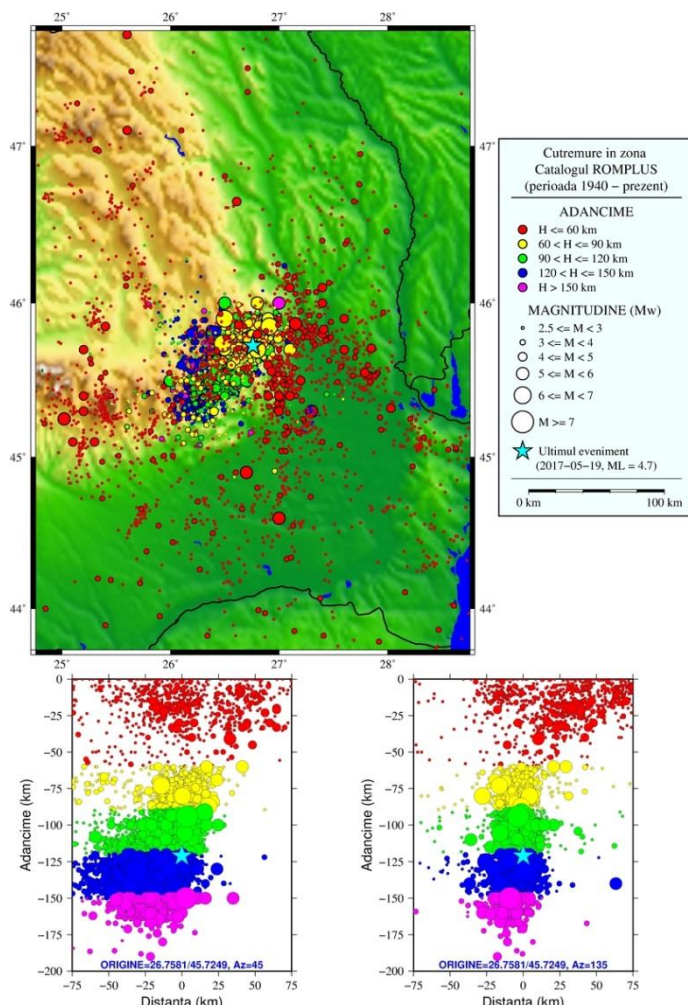 25° 26° 27° 28°
47° 47°
46° 46°
45° 45°
44° 44°
25° 26° 27° 28°
Cutremure in zona
Catalogul ROMPLUS
(perioada 1940 – prezent)
ADANCIME
H <= 60 km
60 < H <= 90 km
90 < H <= 120 km
120 < H <= 150 km
H > 150 km
MAGNITUDINE (Mw)
2.5 <= M < 3
3 <= M < 4
4 <= M < 5
5 <= M < 6
6 <= M < 7
M >= 7
Ultimul eveniment
(2017-05-19, ML = 4.7)
0 km 100 km
Adancime (km)
0
−25
−50
−75
−100
−125
−150
−175
−200
ORIGINE=26.7581/45.7249, Az=45
−75 −50 −25 0 25 50 75
Distanta (km)
Adancime (km)
0
−25
−50
−75
−100
−125
−150
−175
−200
ORIGINE=26.7581/45.7249, Az=135
−75 −50 −25 0 25 50 75
Distanta (km)